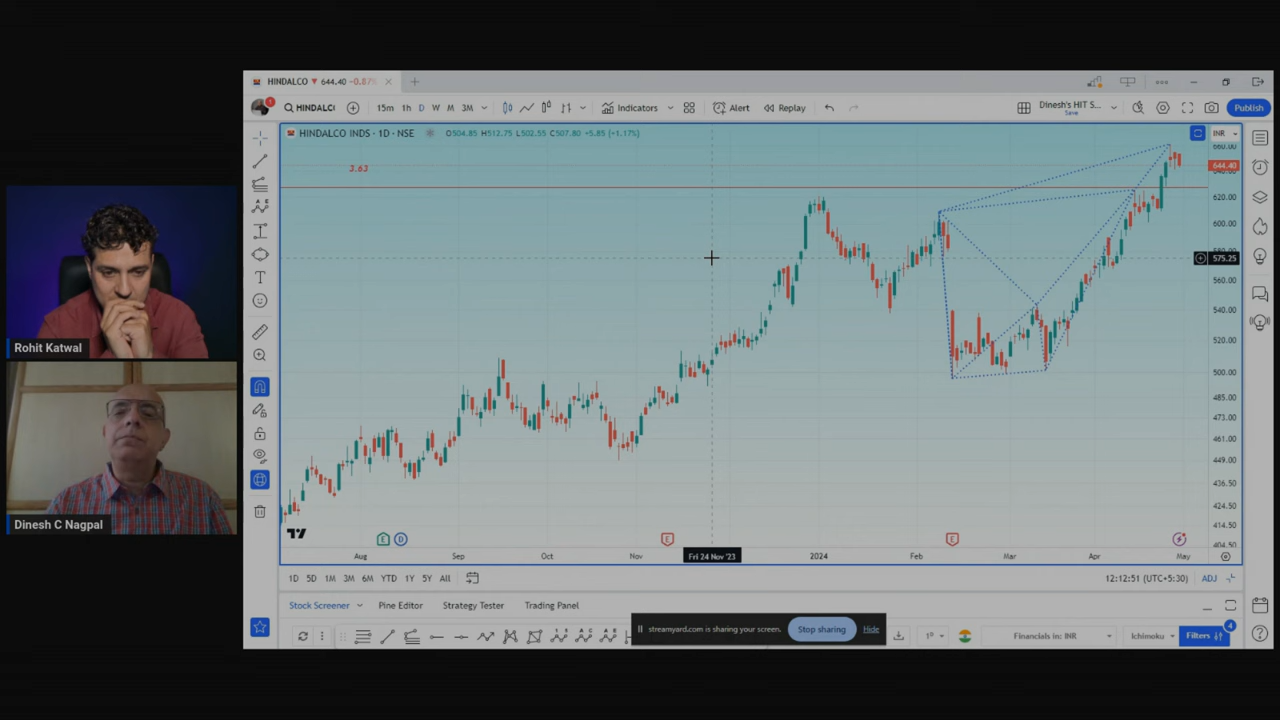 HINDALCO ▼ 644.40 -0.87%
HINDALCI 15m 1h D W M 3M Indicators Alert Replay Dinesh's HIT S... Save Publish
HINDALCO INDS · 1D · NSE O504.85 H512.75 L502.55 C507.80 +5.85 (+1.17%) INR
3.63
660.00
644.40
620.00
600.00
575.25
540.00
520.00
500.00
485.00
473.00
461.00
449.00
436.50
424.50
414.50
404.50
Rohit Katwal
Dinesh C Nagpal
E D E E
Aug Sep Oct Nov Fri 24 Nov '23 2024 Feb Mar Apr May
1D 5D 1M 3M 6M YTD 1Y 5Y All 12:12:51 (UTC+5:30) ADJ
Stock Screener Pine Editor Strategy Tester Trading Panel
streamyard.com is sharing your screen. Stop sharing Hide
Financials in: INR Ichimoku Filters 4